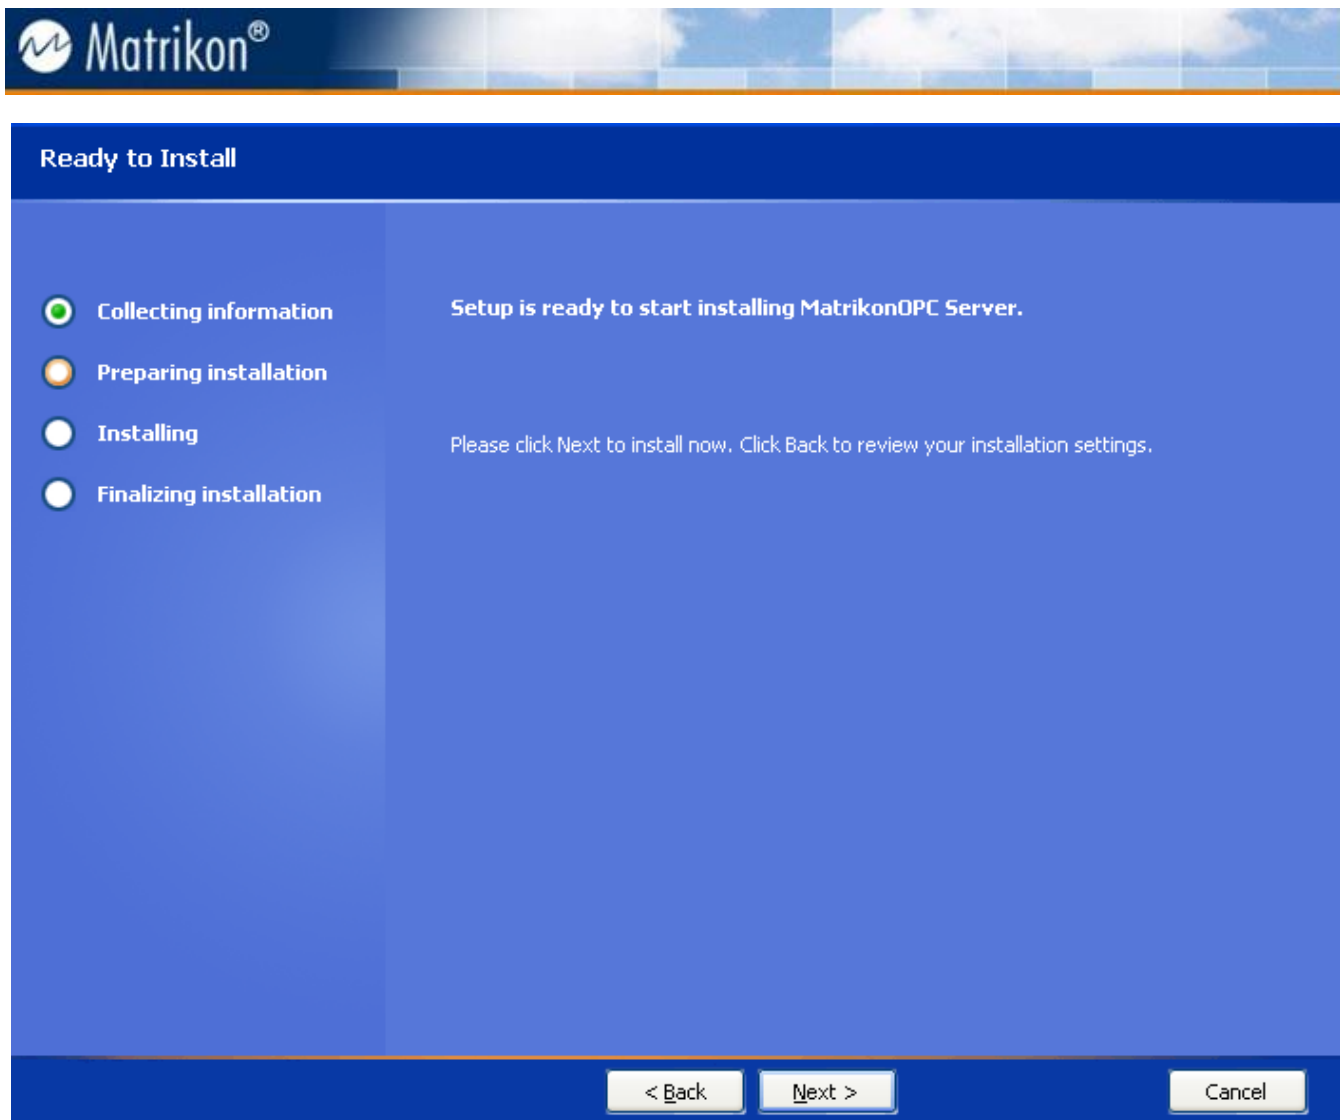 Matrikon®
Ready to Install
Collecting information
Preparing installation
Installing
Finalizing installation
Setup is ready to start installing MatrikonOPC Server.
Please click Next to install now. Click Back to review your installation settings.
< Back
Next >
Cancel